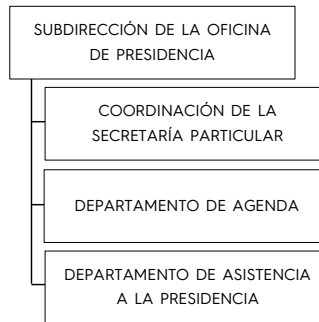 SUBDIRECCIÓN DE LA OFICINA
DE PRESIDENCIA
COORDINACIÓN DE LA
SECRETARÍA PARTICULAR
DEPARTAMENTO DE AGENDA
DEPARTAMENTO DE ASISTENCIA
A LA PRESIDENCIA